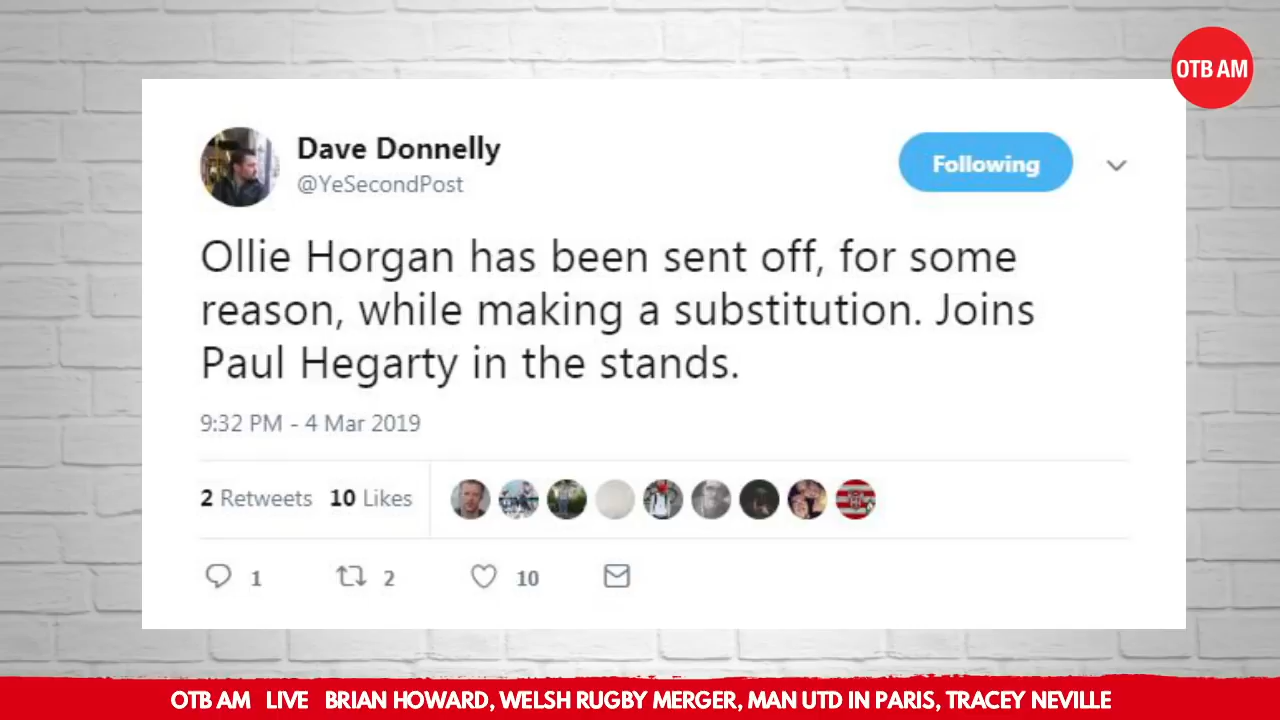 OTB AM
Dave Donnelly
@YeSecondPost
Following
Ollie Horgan has been sent off, for some
reason, while making a substitution. Joins
Paul Hegarty in the stands.
9:32 PM - 4 Mar 2019
2 Retweets 10 Likes
1 2 10
OTB AM LIVE BRIAN HOWARD, WELSH RUGBY MERGER, MAN UTD IN PARIS, TRACEY NEVILLE